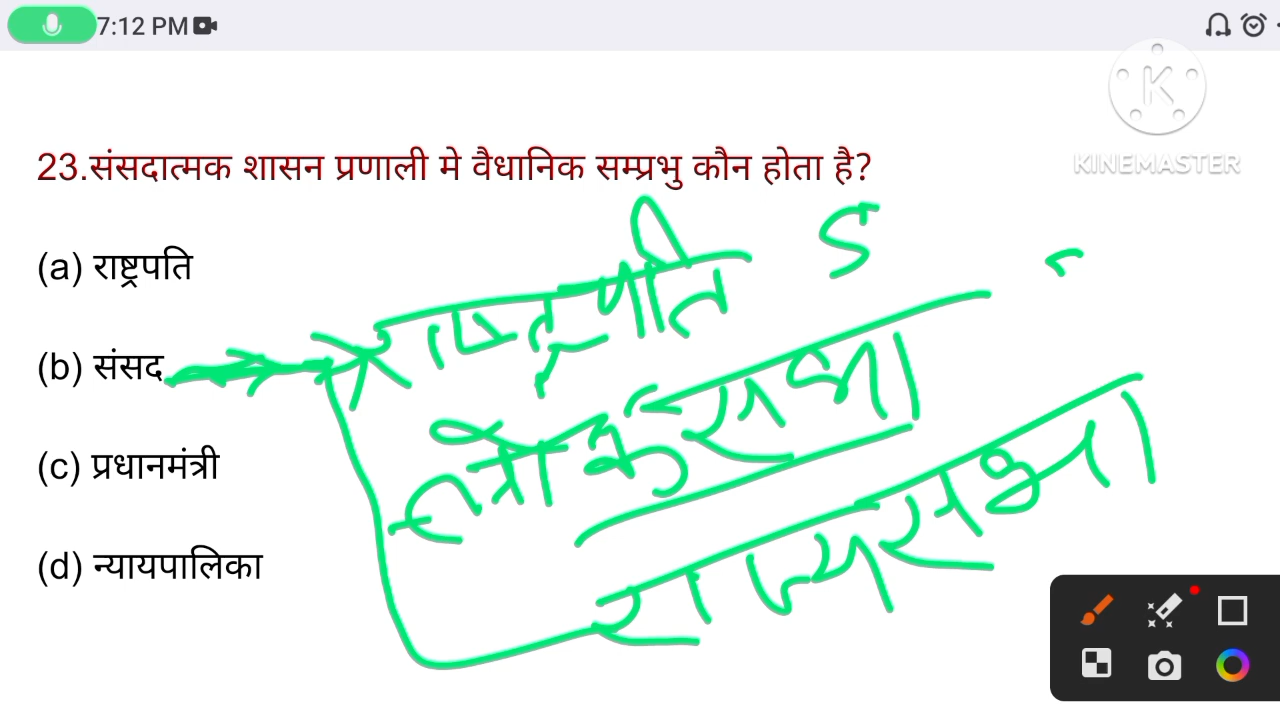 7:12 PM
KINEMASTER
23.संसदात्मक शासन प्रणाली मे वैधानिक सम्प्रभु कौन होता है?
(a) राष्ट्रपति
(b) संसद
(c) प्रधानमंत्री
(d) न्यायपालिका
राष्ट्रपति
लोकसभा
राज्यसभा